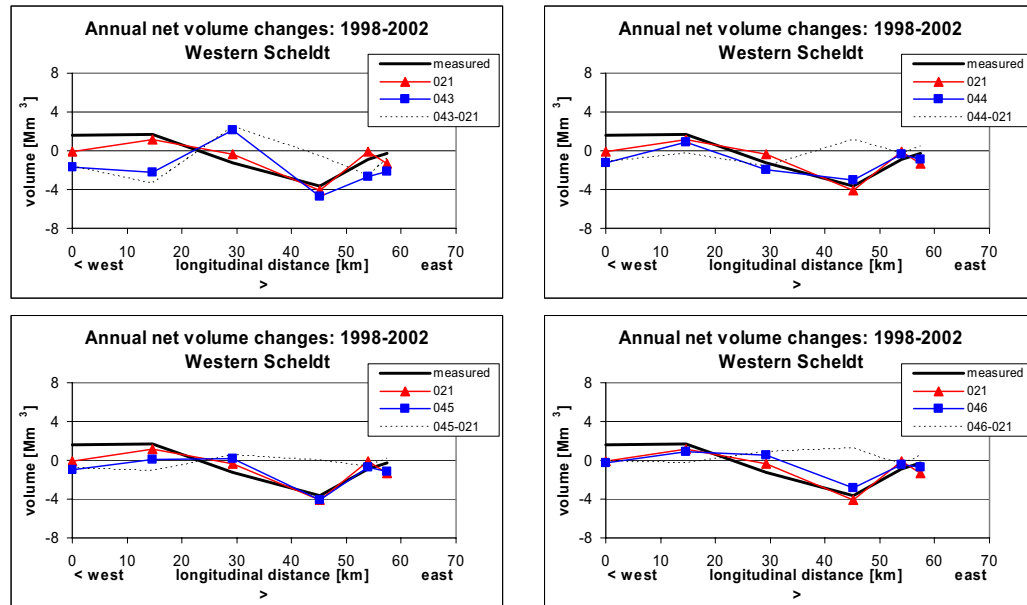 Annual net volume changes: 1998-2002
Western Scheldt
measured
021
043
043-021
volume [Mm 3 ]
8
4
0
-4
-8
0 10 20 30 40 50 60 70
< west longitudinal distance [km] east
>
Annual net volume changes: 1998-2002
Western Scheldt
measured
021
044
044-021
volume [Mm 3 ]
8
4
0
-4
-8
0 10 20 30 40 50 60 70
< west longitudinal distance [km] east
>
Annual net volume changes: 1998-2002
Western Scheldt
measured
021
045
045-021
volume [Mm 3 ]
8
4
0
-4
-8
0 10 20 30 40 50 60 70
< west longitudinal distance [km] east
>
Annual net volume changes: 1998-2002
Western Scheldt
measured
021
046
046-021
volume [Mm 3 ]
8
4
0
-4
-8
0 10 20 30 40 50 60 70
< west longitudinal distance [km] east
>